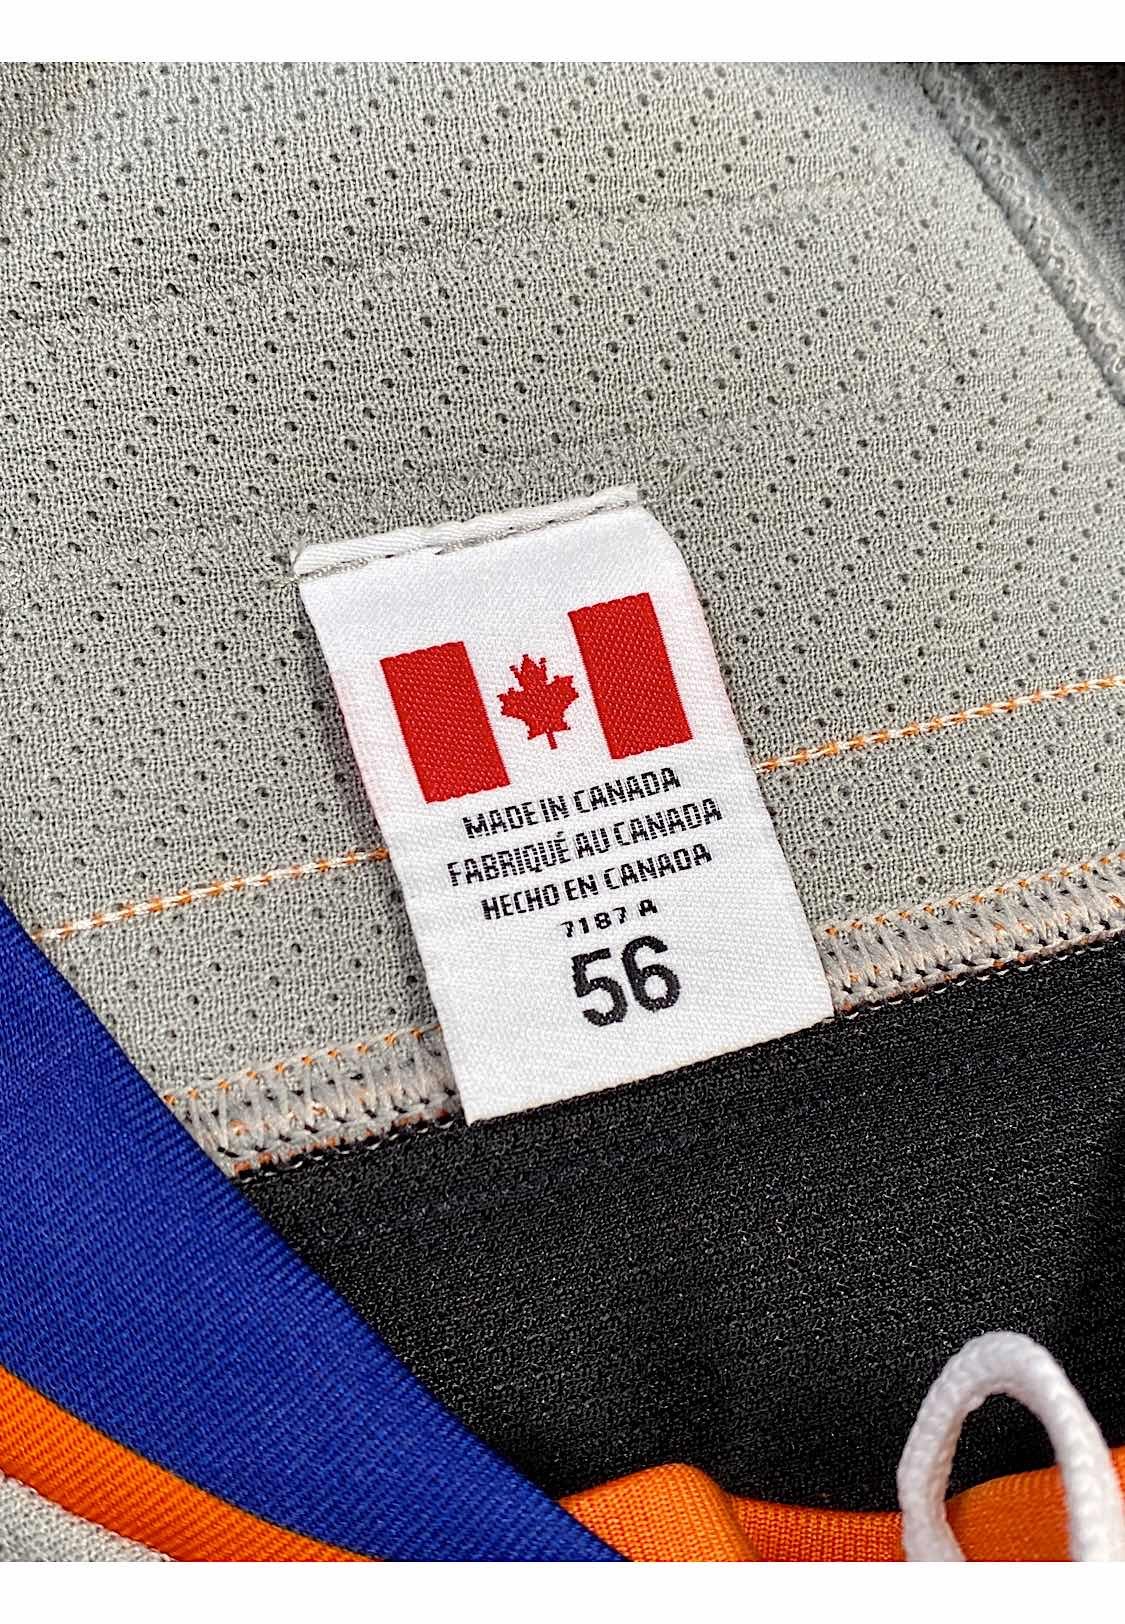 MADE IN CANADA
FABRIQUÉ AU CANADA
HECHO EN CANADA
7187 A
56